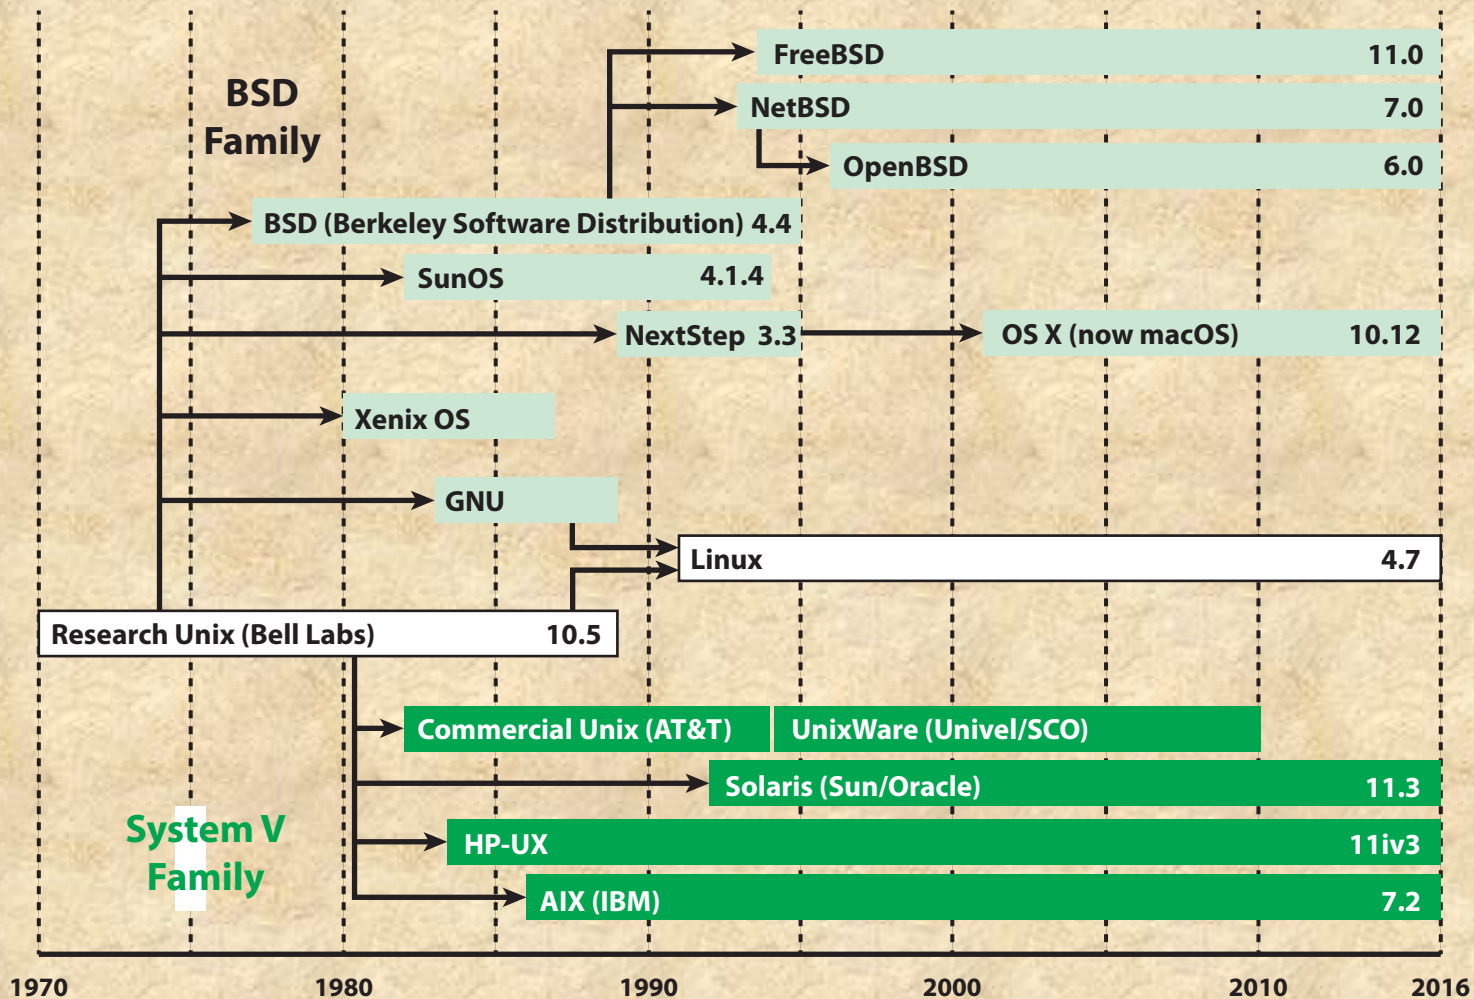 FreeBSD 11.0
BSD
Family
NetBSD 7.0
OpenBSD 6.0
BSD (Berkeley Software Distribution) 4.4
SunOS 4.1.4
NextStep 3.3
OS X (now macOS) 10.12
Xenix OS
GNU
Linux 4.7
Research Unix (Bell Labs) 10.5
Commercial Unix (AT&T)
UnixWare (Univel/SCO)
Solaris (Sun/Oracle) 11.3
System V
Family
HP-UX 11iv3
AIX (IBM) 7.2
1970 1980 1990 2000 2010 2016